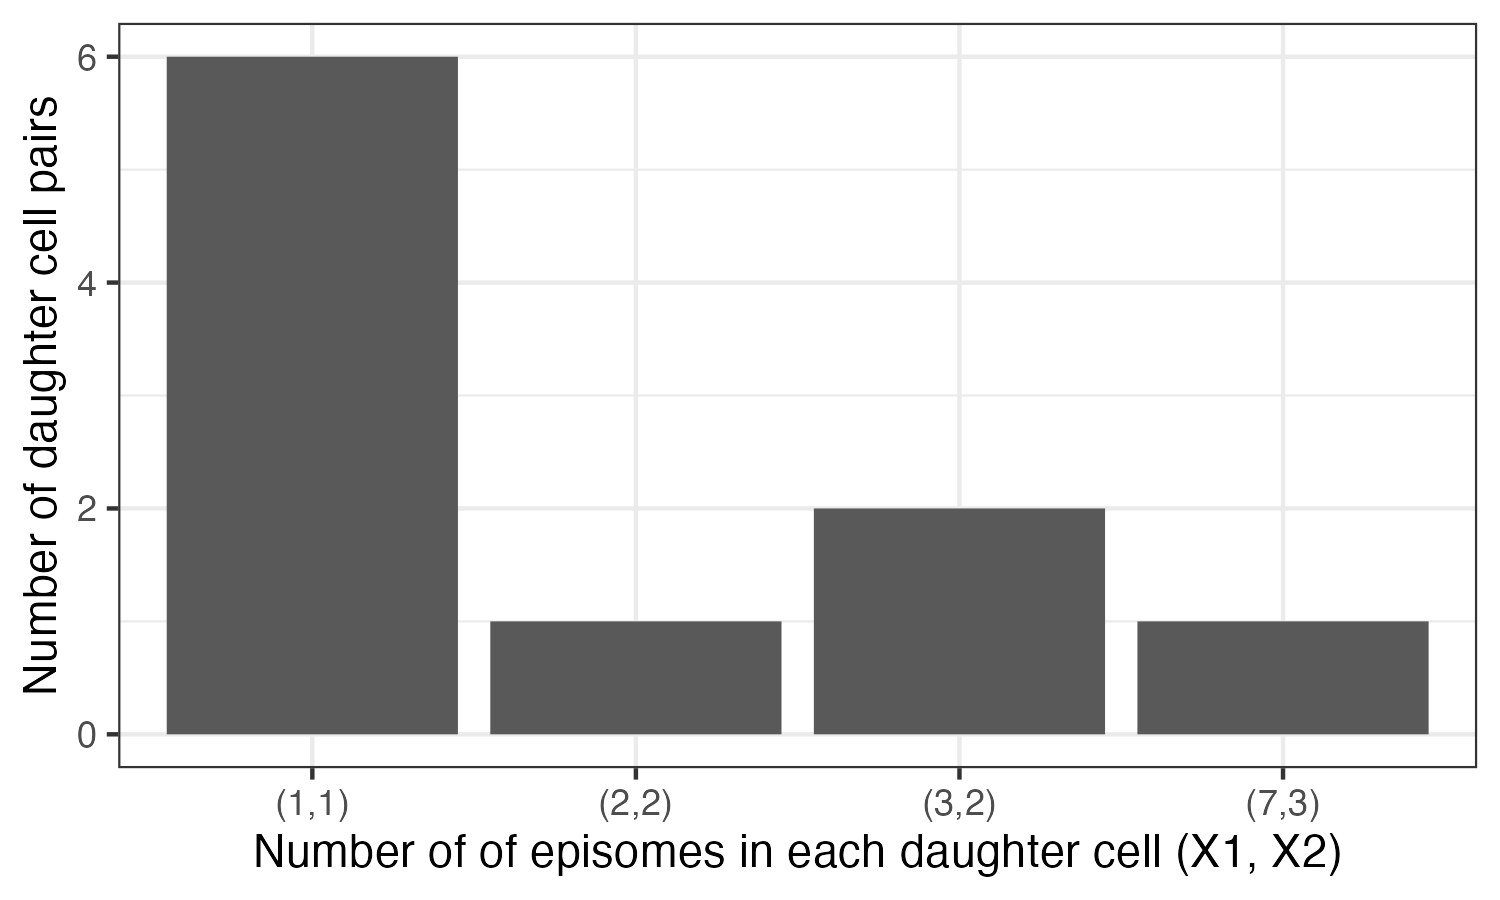 Number of daughter cell pairs
6
4
2
0
(1,1) (2,2) (3,2) (7,3)
Number of of episomes in each daughter cell (X1, X2)